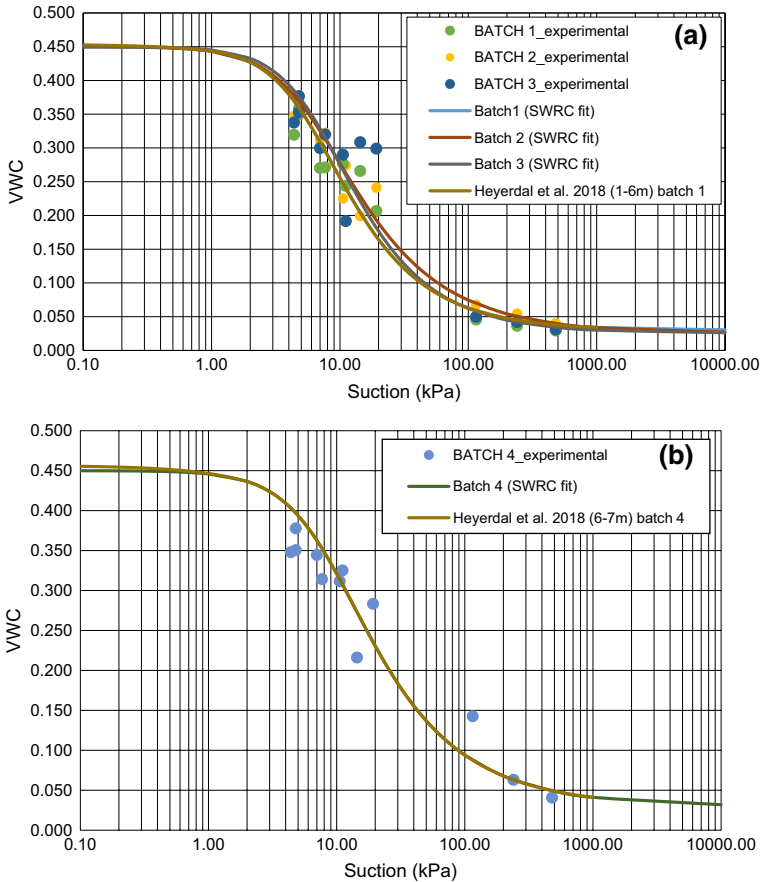 0.500
0.450
0.400
0.350
0.300
0.250
0.200
0.150
0.100
0.050
0.000
VWC
(a)
BATCH 1_experimental
BATCH 2_experimental
BATCH 3_experimental
Batch1 (SWRC fit)
Batch 2 (SWRC fit)
Batch 3 (SWRC fit)
Heyerdal et al. 2018 (1-6m) batch 1
0.10 1.00 10.00 100.00 1000.00 10000.00
Suction (kPa)
0.500
0.450
0.400
0.350
0.300
0.250
0.200
0.150
0.100
0.050
0.000
VWC
(b)
BATCH 4_experimental
Batch 4 (SWRC fit)
Heyerdal et al. 2018 (6-7m) batch 4
0.10 1.00 10.00 100.00 1000.00 10000.00
Suction (kPa)